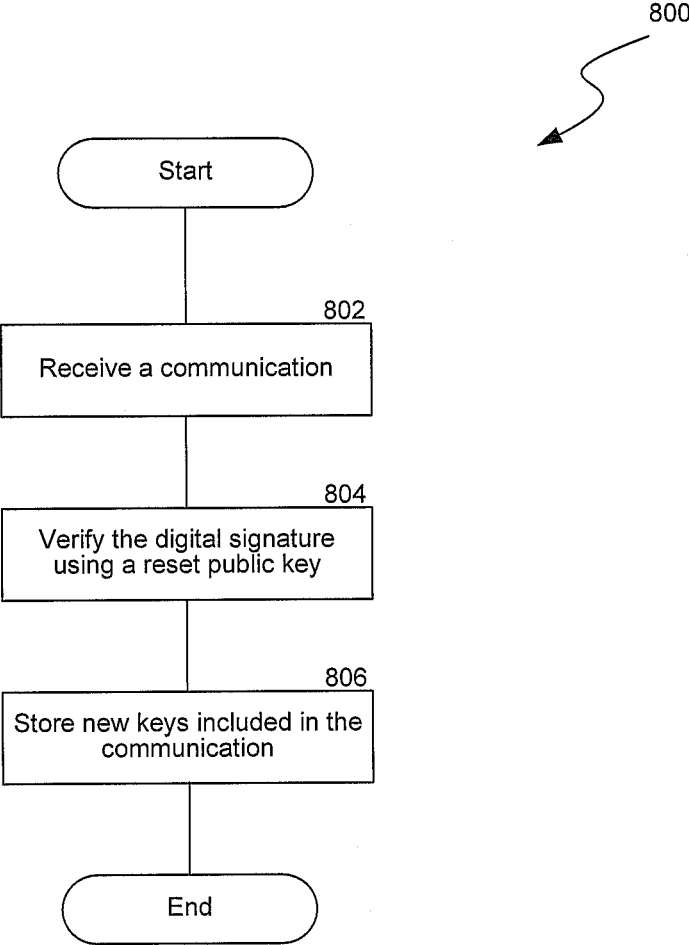 800
Start
802
Receive a communication
804
Verify the digital signature
using a reset public key
806
Store new keys included in the
communication
End